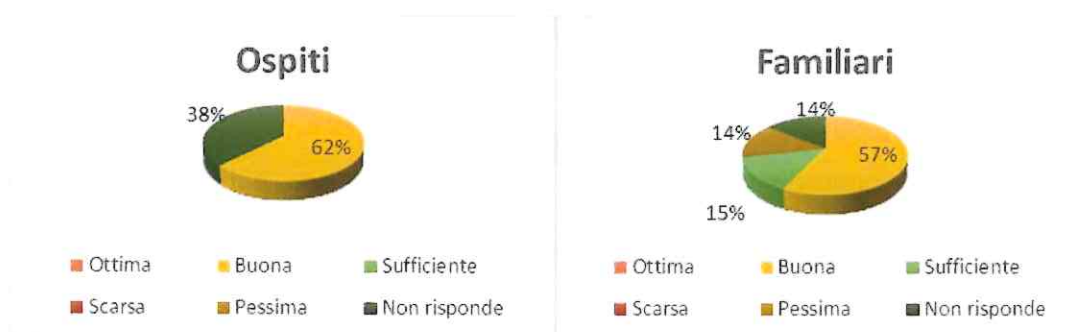 Ospiti
38%
62%
Ottima Buona Sufficiente
Scarsa Pessima Non risponde
Familiari
14%
14%
57%
15%
Ottima Buona Sufficiente
Scarsa Pessima Non risponde